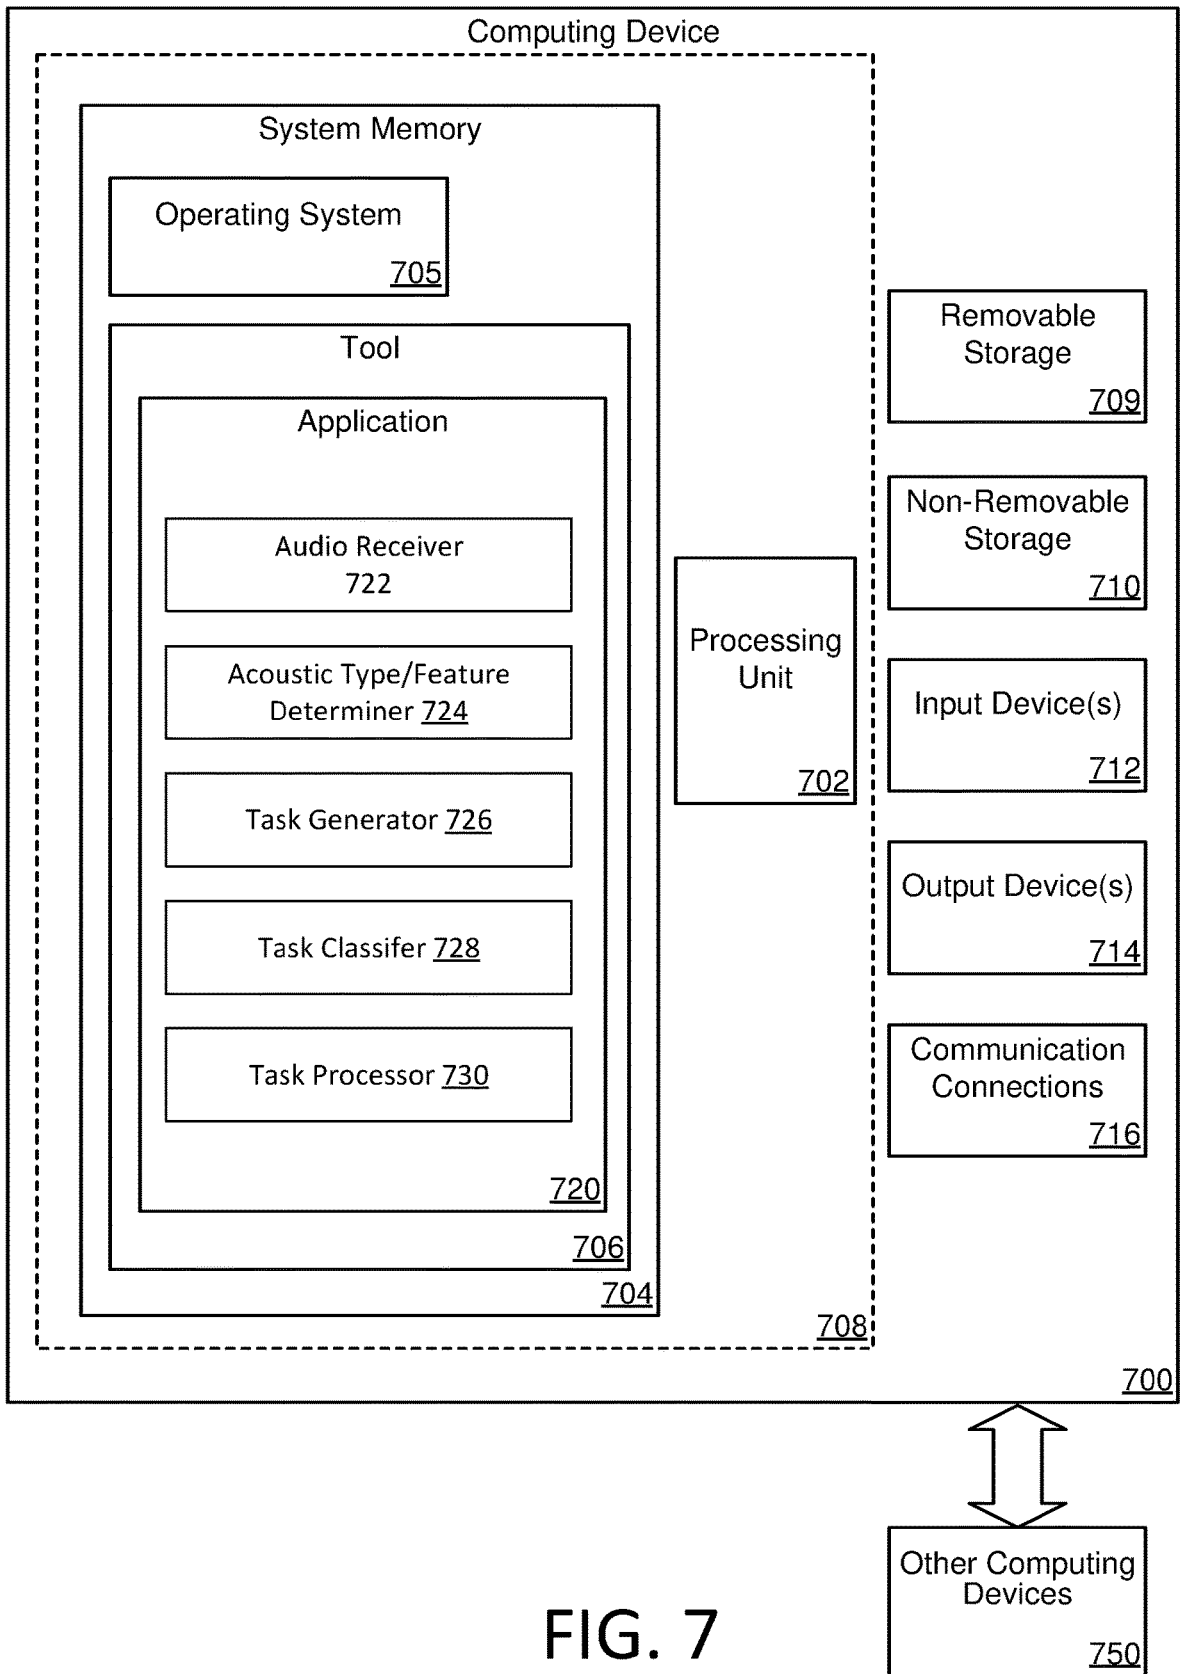 Computing Device
System Memory
Operating System
705
Tool
Application
Audio Receiver
722
Acoustic Type/Feature
Determiner 724
Task Generator 726
Task Classifer 728
Task Processor 730
720
706
704
Processing
Unit
702
708
Removable
Storage
709
Non-Removable
Storage
710
Input Device(s)
712
Output Device(s)
714
Communication
Connections
716
700
Other Computing
Devices
750
FIG. 7